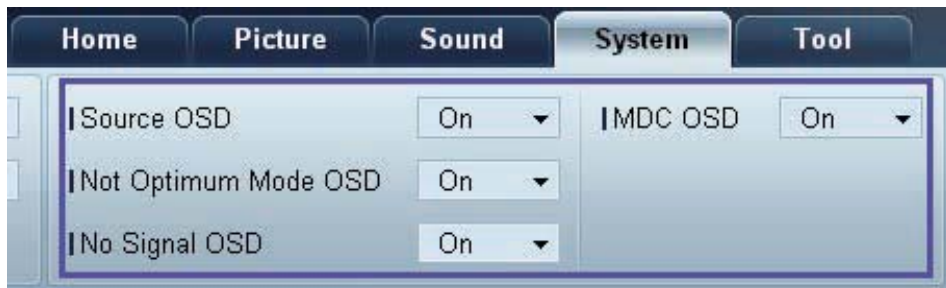 Home Picture Sound System Tool
Source OSD On MDC OSD On
Not Optimum Mode OSD On
No Signal OSD On